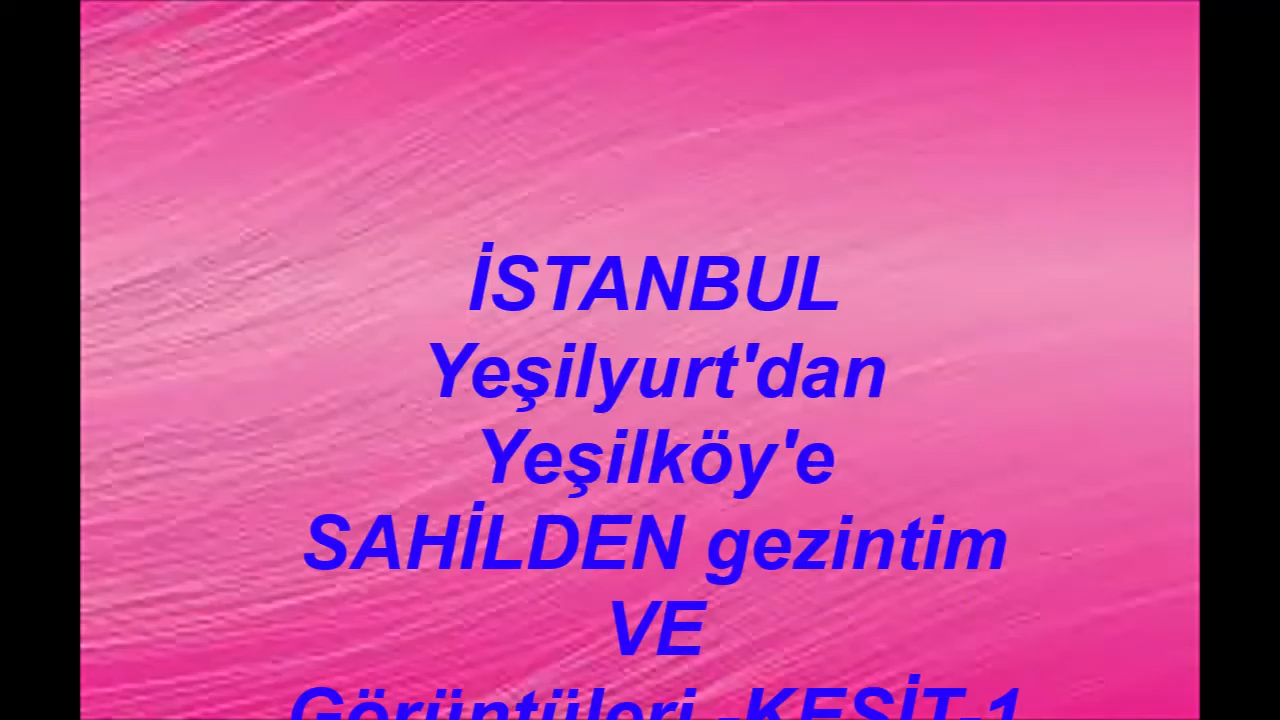 İSTANBUL
Yeşilyurt'dan
Yeşilköy'e
SAHİLDEN gezintim
VE
Görüntüleri -KESİT-1